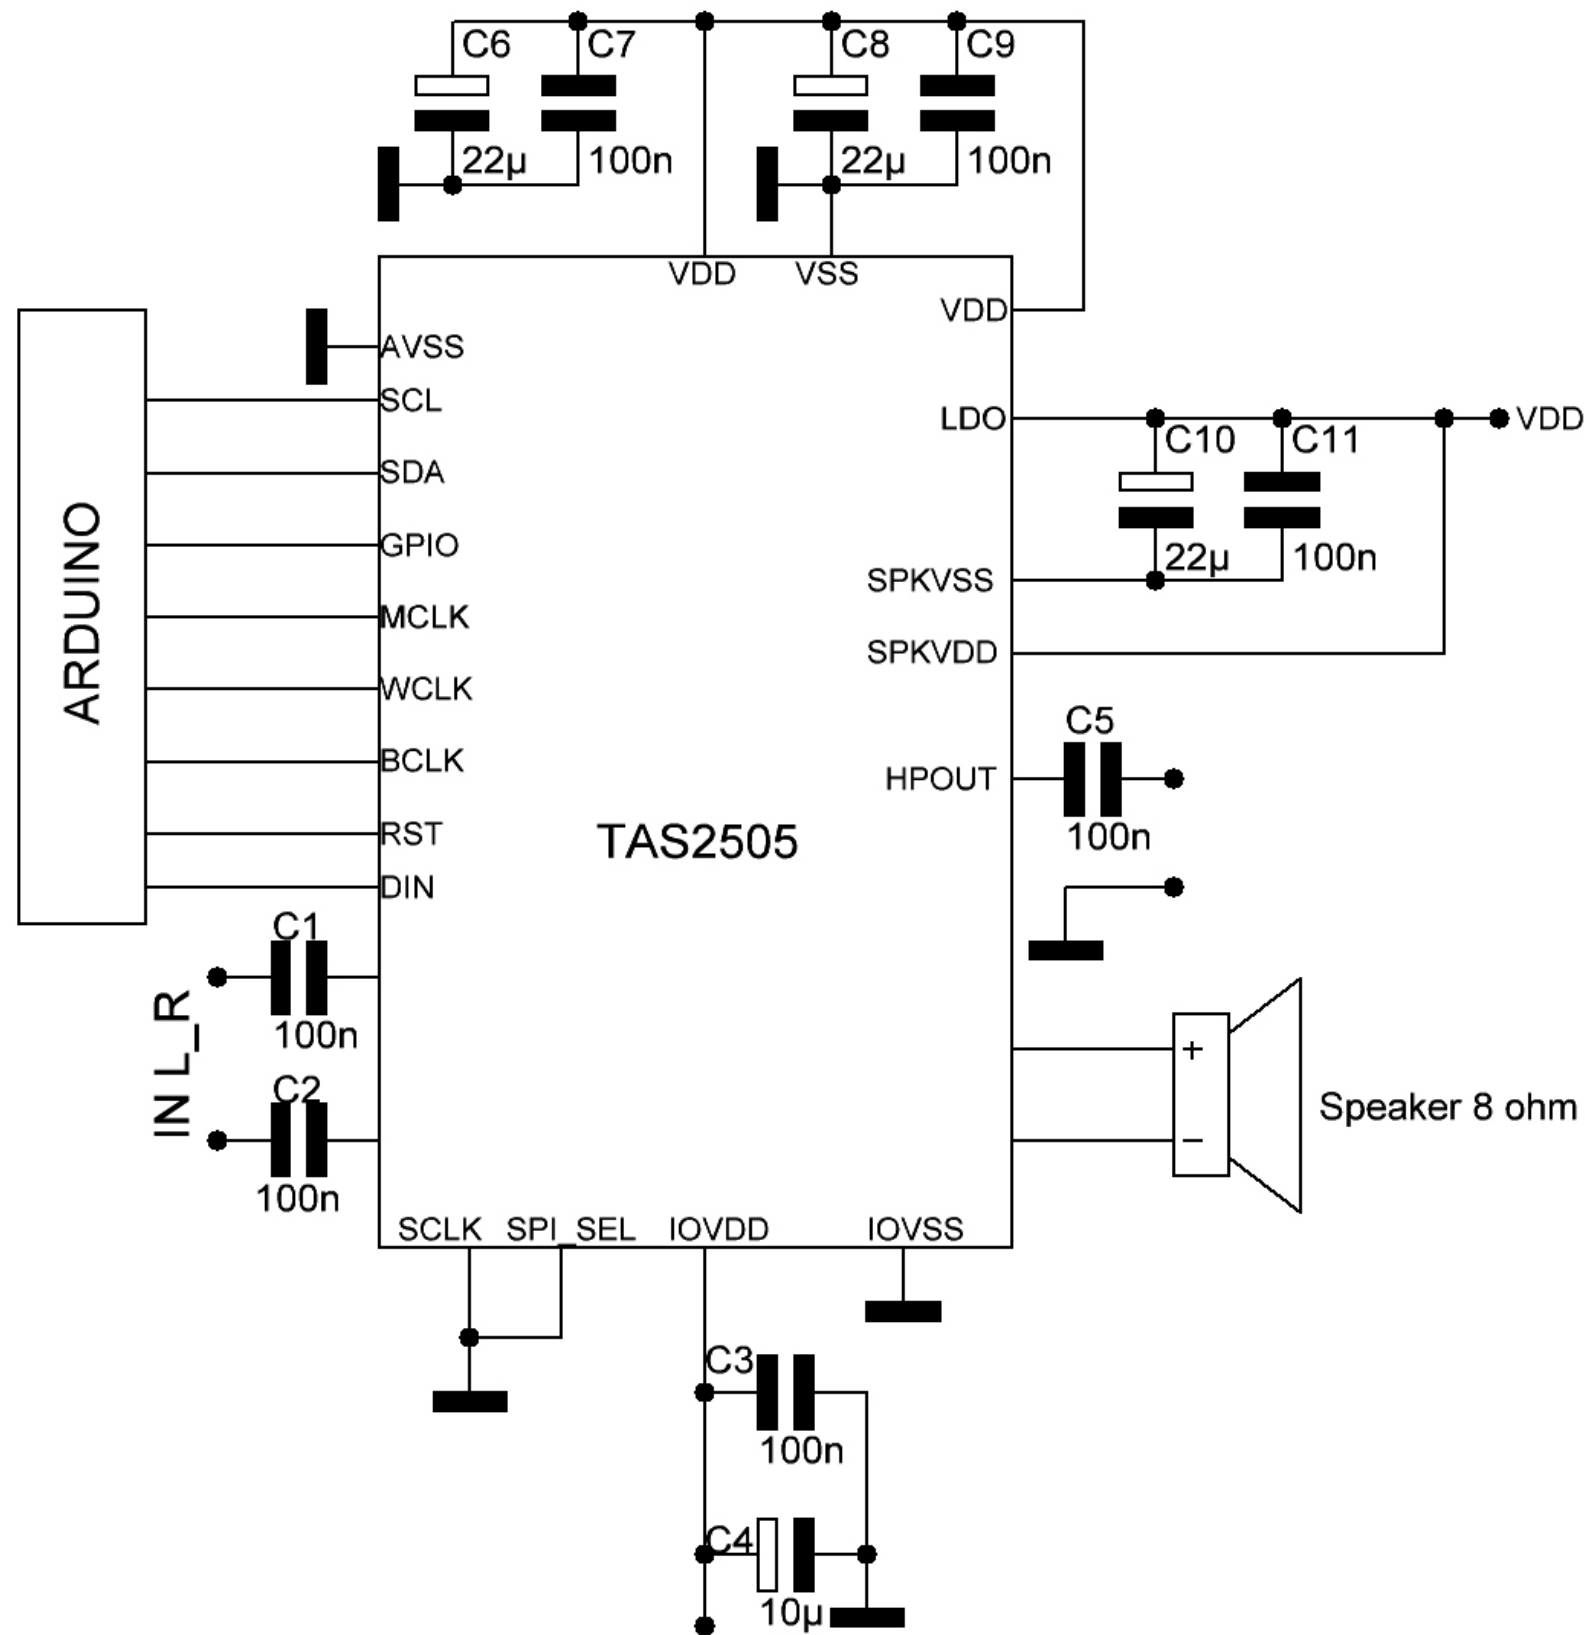 C6
C7
C8
C9
22µ
100n
22µ
100n
VDD
VSS
VDD
AVSS
SCL
LDO
VDD
C10
C11
SDA
GPIO
22µ
100n
SPKVSS
ARDUINO
MCLK
SPKVDD
WCLK
C5
BCLK
HPOUT
RST
TAS2505
100n
DIN
C1
IN L_R
100n
+
C2
Speaker 8 ohm
−
100n
SCLK
SPI_SEL
IOVDD
IOVSS
C3
100n
C4
10µ